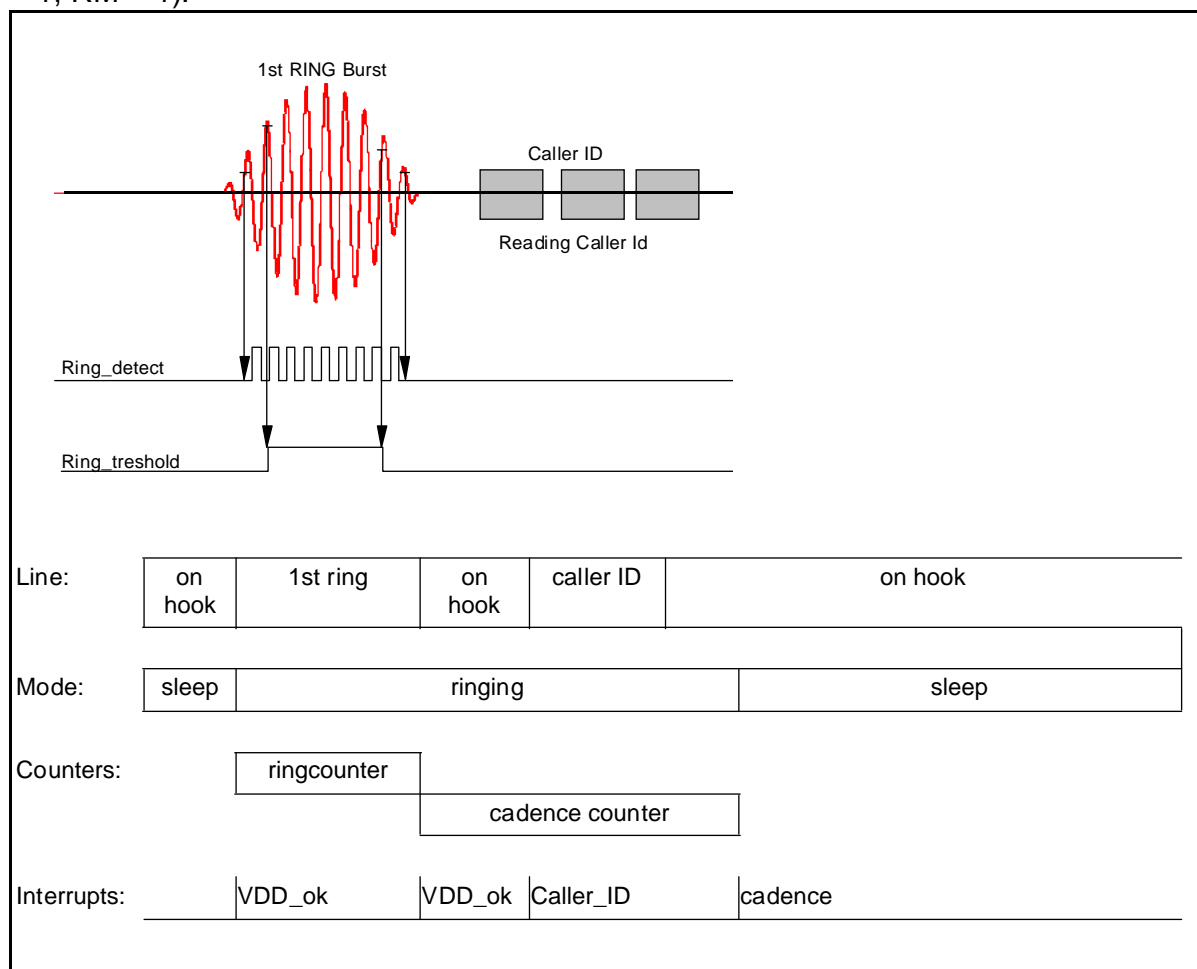 1st RING Burst
Caller ID
Reading Caller Id
Ring_detect
Ring_treshold
Line:
on hook
1st ring
on hook
caller ID
on hook
Mode:
sleep
ringing
sleep
Counters:
ringcounter
cadence counter
Interrupts:
VDD_ok
VDD_ok
Caller_ID
cadence